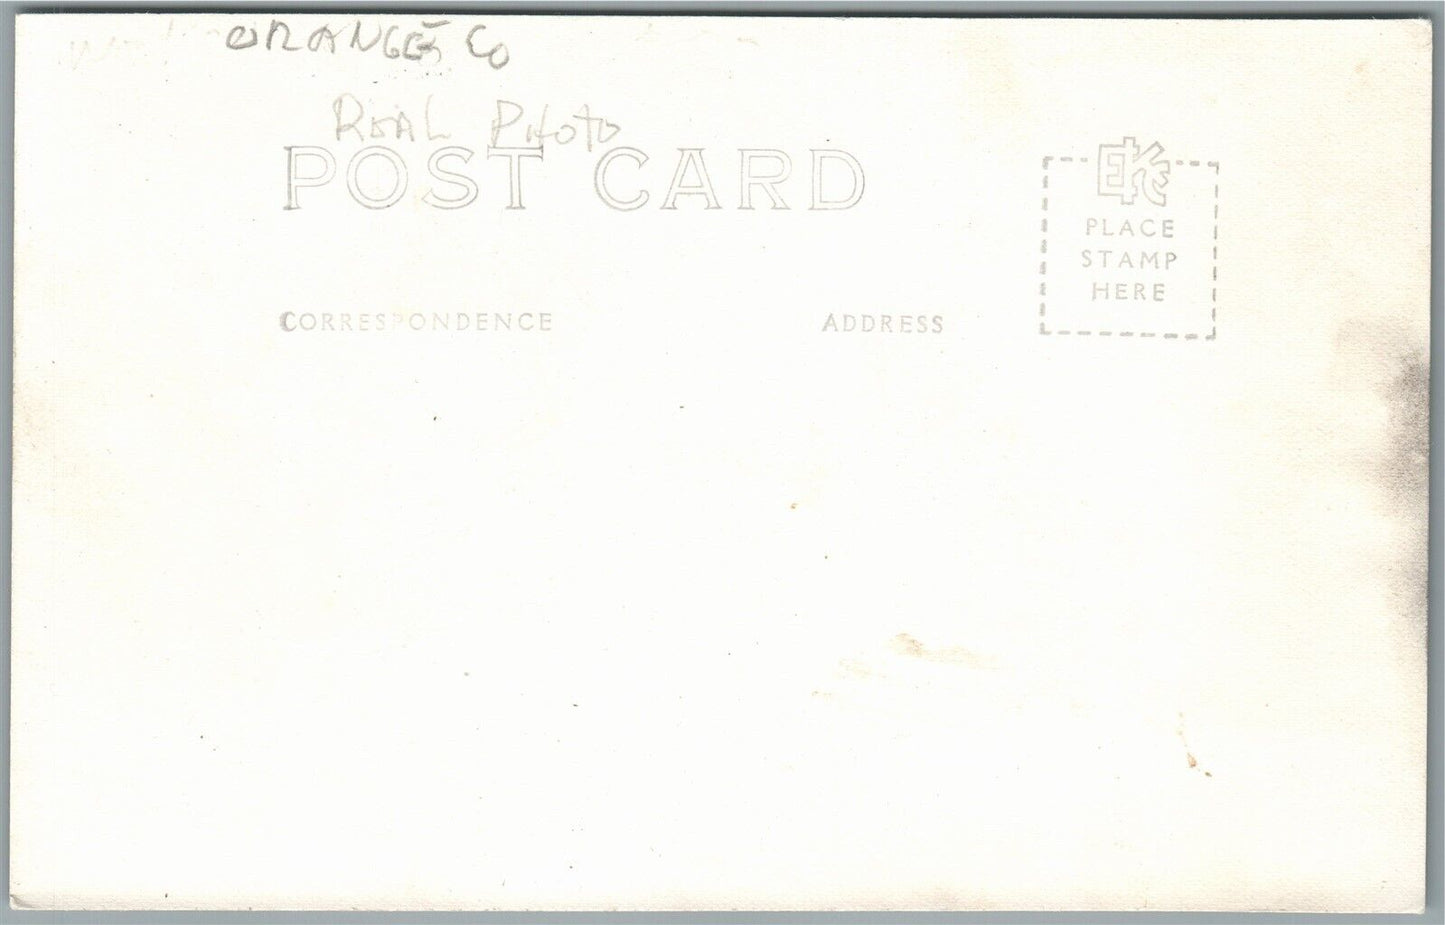 ORANGE CO
REAL PHOTO
POST CARD
EKC
PLACE
STAMP
HERE
CORRESPONDENCE
ADDRESS